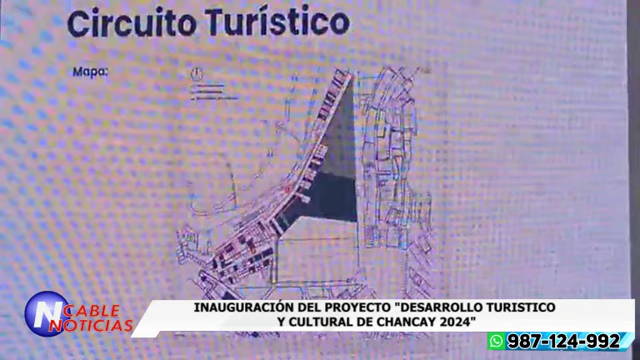 Circuito Turístico
Mapa:
N CABLE
NOTICIAS
INAUGURACIÓN DEL PROYECTO "DESARROLLO TURISTICO
Y CULTURAL DE CHANCAY 2024"
987-124-992